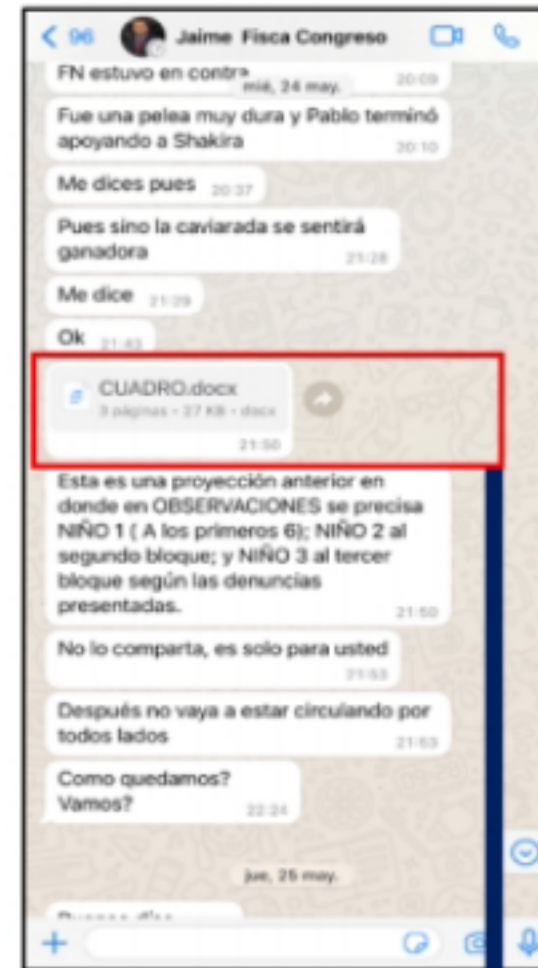 96 Jaime Fisca Congreso
FN estuvo en contra
20:09
mié, 24 may.
Fue una pelea muy dura y Pablo terminó
apoyando a Shakira
20:10
Me dices pues 20:37
Pues sino la caviarada se sentirá
ganadora
21:28
Me dice 21:29
Ok 21:43
CUADRO.docx
3 páginas • 27 KB • docx
21:50
Esta es una proyección anterior en
donde en OBSERVACIONES se precisa
NIÑO 1 ( A los primeros 6); NIÑO 2 al
segundo bloque; y NIÑO 3 al tercer
bloque según las denuncias
presentadas.
21:50
No lo comparta, es solo para usted
21:53
Después no vaya a estar circulando por
todos lados
21:53
Como quedamos?
Vamos?
22:24
jue, 25 may.